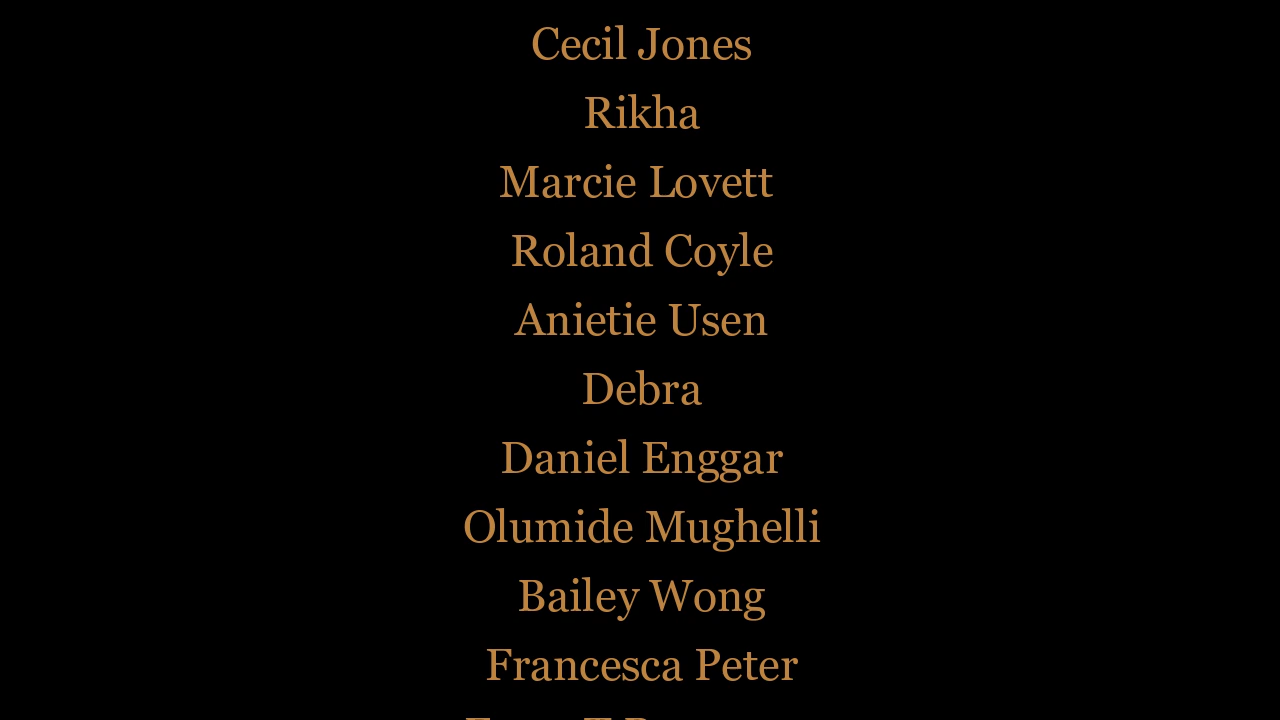 Cecil Jones
Rikha
Marcie Lovett
Roland Coyle
Anietie Usen
Debra
Daniel Enggar
Olumide Mughelli
Bailey Wong
Francesca Peter